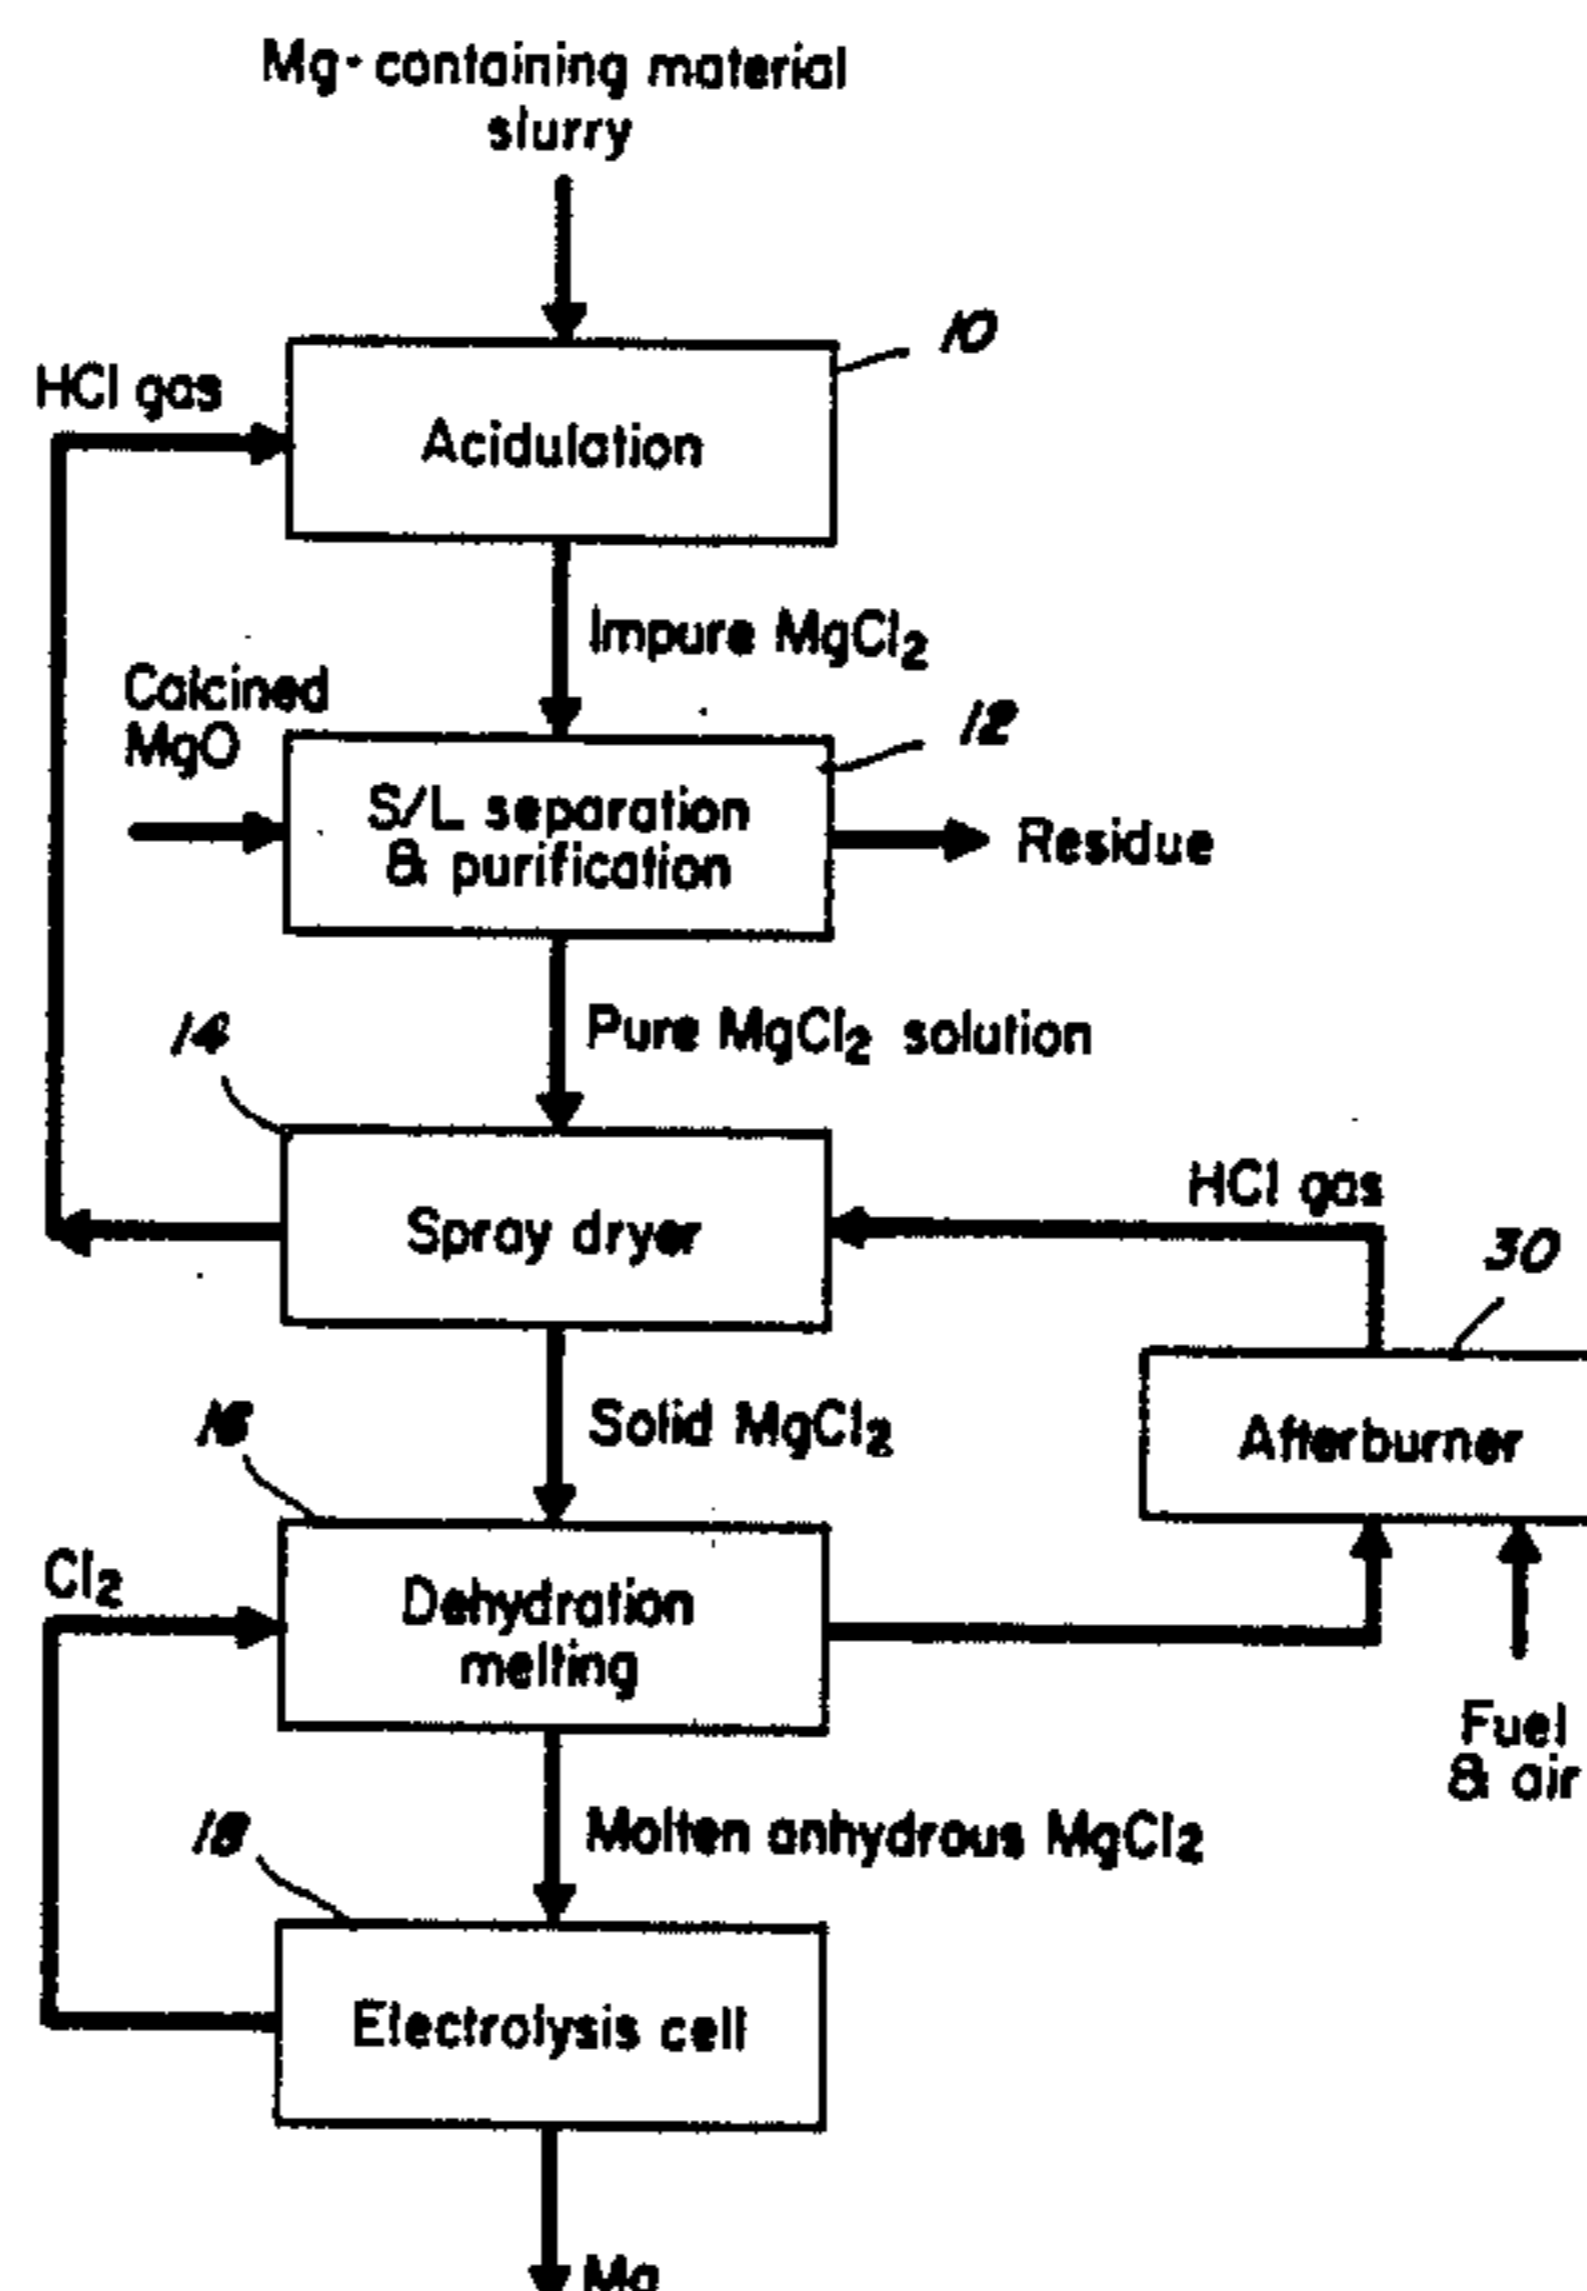 Mg-containing material
slurry
10
HCl gas
Acidulation
Impure MgCl2
Calcined
MgO
12
S/L separation
& purification
Residue
14
Pure MgCl2 solution
HCl gas
Spray dryer
30
16
Solid MgCl2
Afterburner
Cl2
Dehydration
melting
Fuel
& air
18
Molten anhydrous MgCl2
Electrolysis cell
Mg